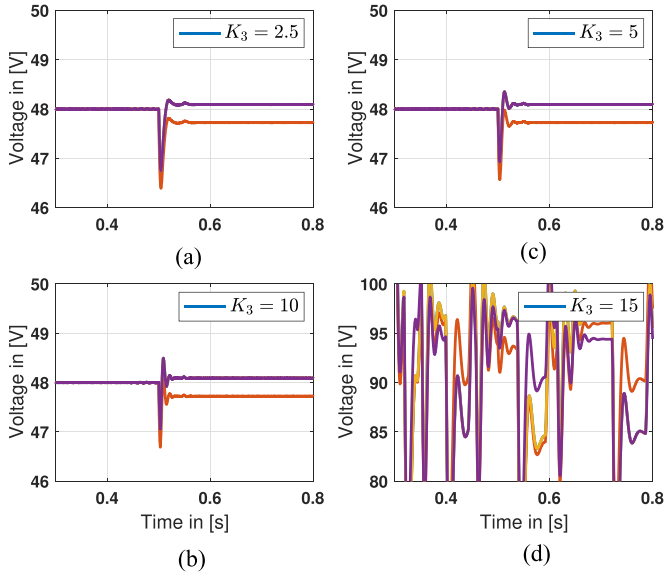 50
49
48
47
46
Voltage in [V]
K₃ = 2.5
0.4
0.6
0.8
(a)
50
49
48
47
46
Voltage in [V]
K₃ = 5
0.4
0.6
0.8
(c)
50
49
48
47
46
Voltage in [V]
K₃ = 10
0.4
0.6
0.8
Time in [s]
(b)
100
95
90
85
80
Voltage in [V]
K₃ = 15
0.4
0.6
0.8
Time in [s]
(d)